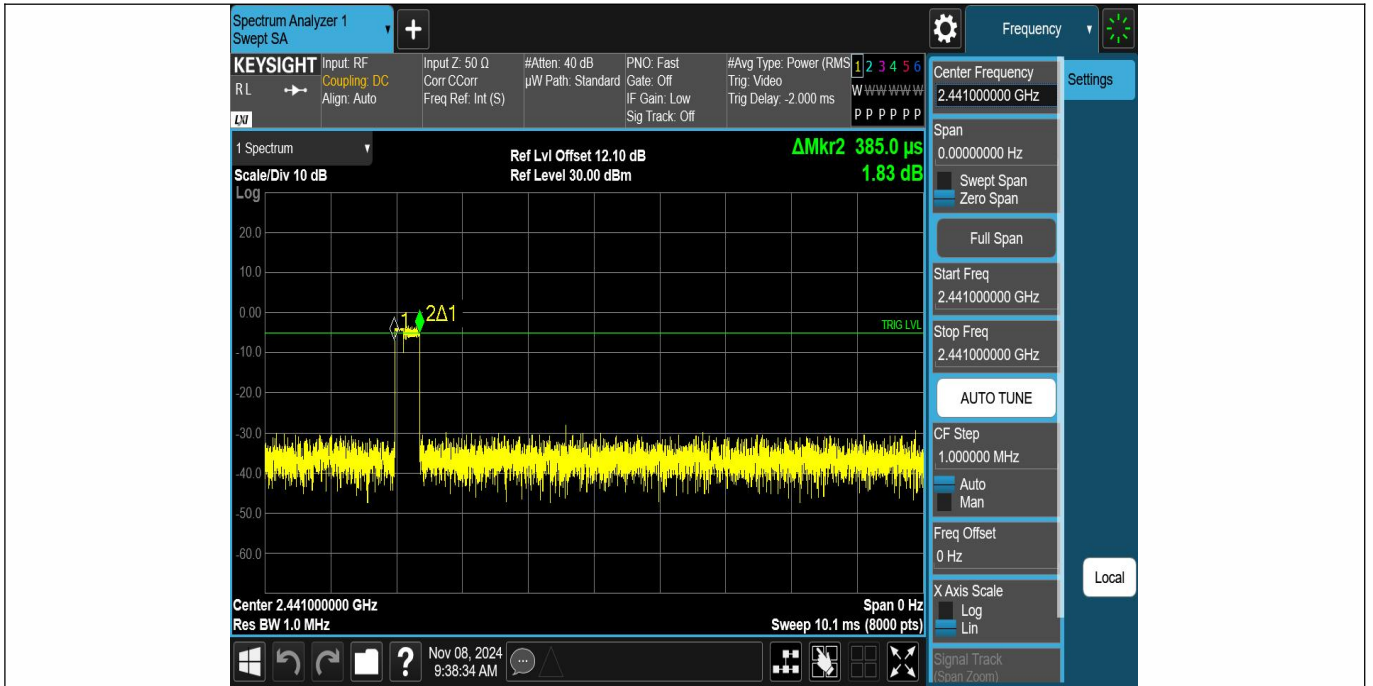 Spectrum Analyzer 1
Swept SA
+
Frequency
KEYSIGHT
RL
LXI
Input: RF
Coupling: DC
Align: Auto
Input Z: 50 Ω
Corr CCorr
Freq Ref: Int (S)
#Atten: 40 dB
µW Path: Standard
PNO: Fast
Gate: Off
IF Gain: Low
Sig Track: Off
#Avg Type: Power (RMS
Trig: Video
Trig Delay: -2.000 ms
1 2 3 4 5 6
W W W W W W
P P P P P P
1 Spectrum
Scale/Div 10 dB
Log
Ref Lvl Offset 12.10 dB
Ref Level 30.00 dBm
ΔMkr2 385.0 µs
1.83 dB
20.0
10.0
0.00
-10.0
-20.0
-30.0
-40.0
-50.0
-60.0
1
2Δ1
TRIG LVL
Center 2.441000000 GHz
Res BW 1.0 MHz
Span 0 Hz
Sweep 10.1 ms (8000 pts)
Center Frequency
2.441000000 GHz
Settings
Span
0.00000000 Hz
Swept Span
Zero Span
Full Span
Start Freq
2.441000000 GHz
Stop Freq
2.441000000 GHz
AUTO TUNE
CF Step
1.000000 MHz
Auto
Man
Freq Offset
0 Hz
X Axis Scale
Log
Lin
Signal Track
(Span Zoom)
Local
?
Nov 08, 2024
9:38:34 AM